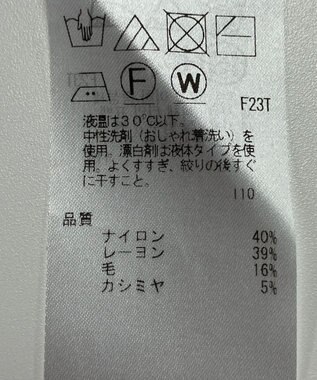 F
W
F23T
液温は30℃以下。
中性洗剤（おしゃれ着洗い）を
使用。漂白剤は液体タイプを使
用。よくすすぎ、絞りの後すぐ
に干すこと。
110
品質
ナイロン 40%
レーヨン 39%
毛 16%
カシミヤ 5%